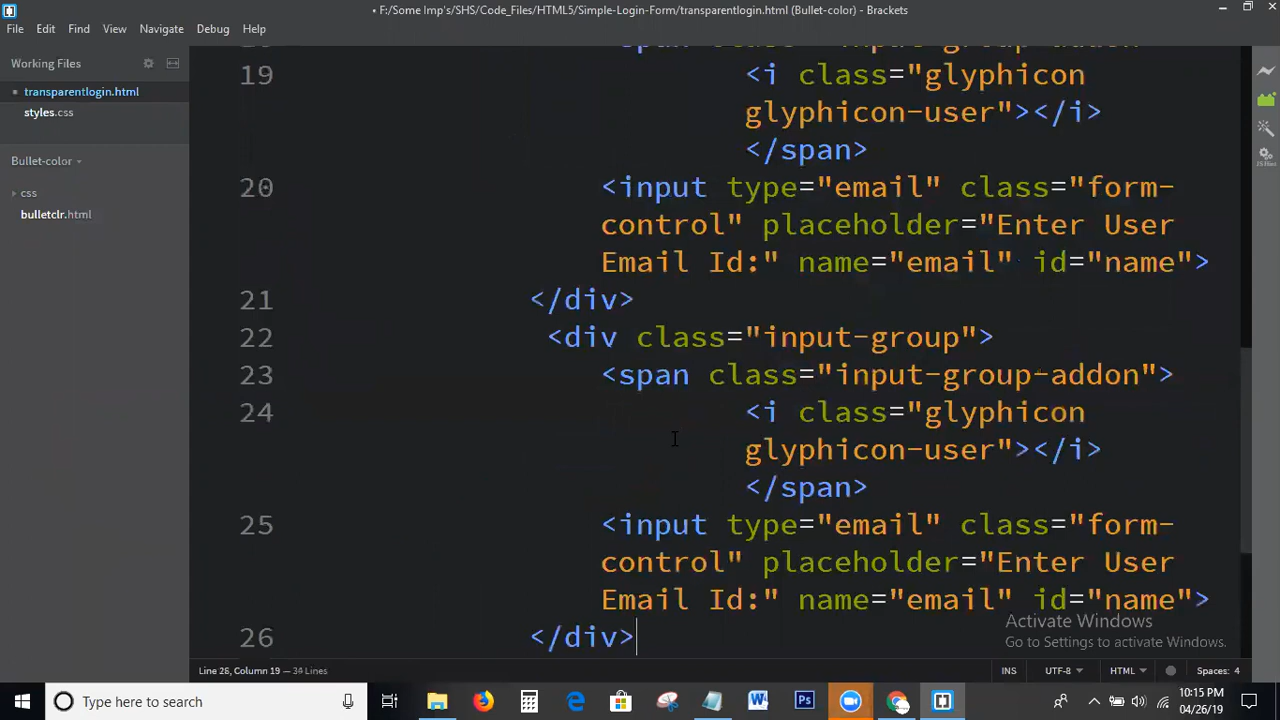 • F:/Some Imp's/SHS/Code_Files/HTML5/Simple-Login-Form/transparentlogin.html (Bullet-color) - Brackets
File Edit Find View Navigate Debug Help
Working Files
• transparentlogin.html
styles.css
Bullet-color
css
bulletclr.html
19 <i class="glyphicon
glyphicon-user"></i>
</span>
20 <input type="email" class="form-
control" placeholder="Enter User
Email Id:" name="email" id="name">
21 </div>
22 <div class="input-group">
23 <span class="input-group-addon">
24 <i class="glyphicon
glyphicon-user"></i>
</span>
25 <input type="email" class="form-
control" placeholder="Enter User
Email Id:" name="email" id="name">
26 </div>
Activate Windows
Go to Settings to activate Windows.
Line 28, Column 19 — 34 Lines
INS UTF-8 HTML Spaces: 4
Type here to search
10:15 PM
04/26/19